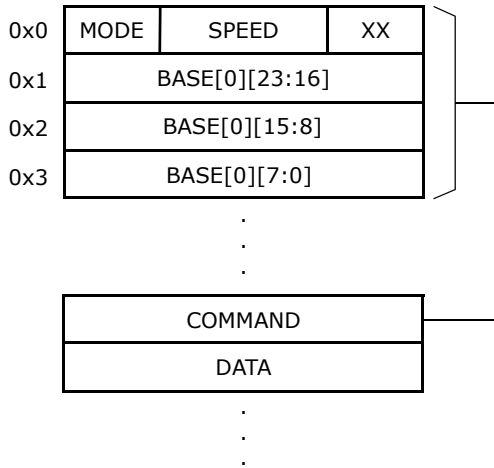 0x0 MODE SPEED XX
0x1 BASE[0][23:16]
0x2 BASE[0][15:8]
0x3 BASE[0][7:0]
.
.
.
COMMAND
DATA
.
.
.